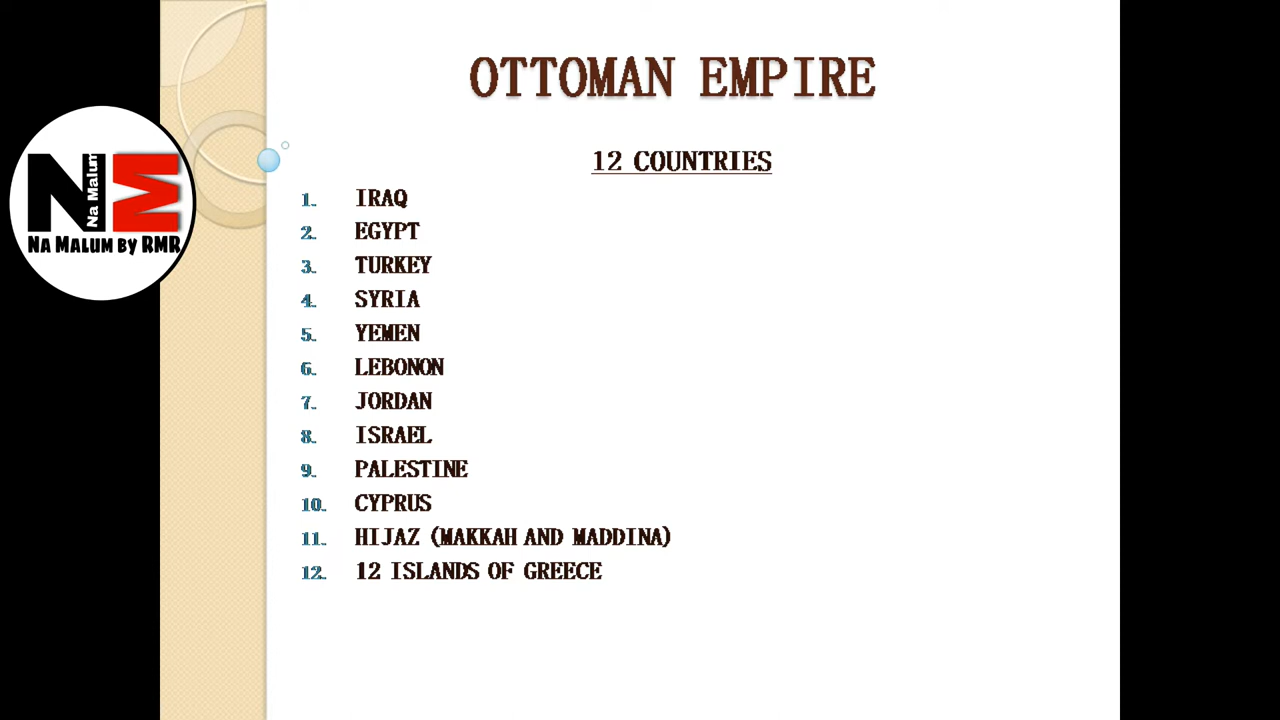 OTTOMAN EMPIRE
12 COUNTRIES
1. IRAQ
2. EGYPT
3. TURKEY
4. SYRIA
5. YEMEN
6. LEBONON
7. JORDAN
8. ISRAEL
9. PALESTINE
10. CYPRUS
11. HIJAZ (MAKKAH AND MADDINA)
12. 12 ISLANDS OF GREECE
N Na Malum M
NA MALUM BY RMR